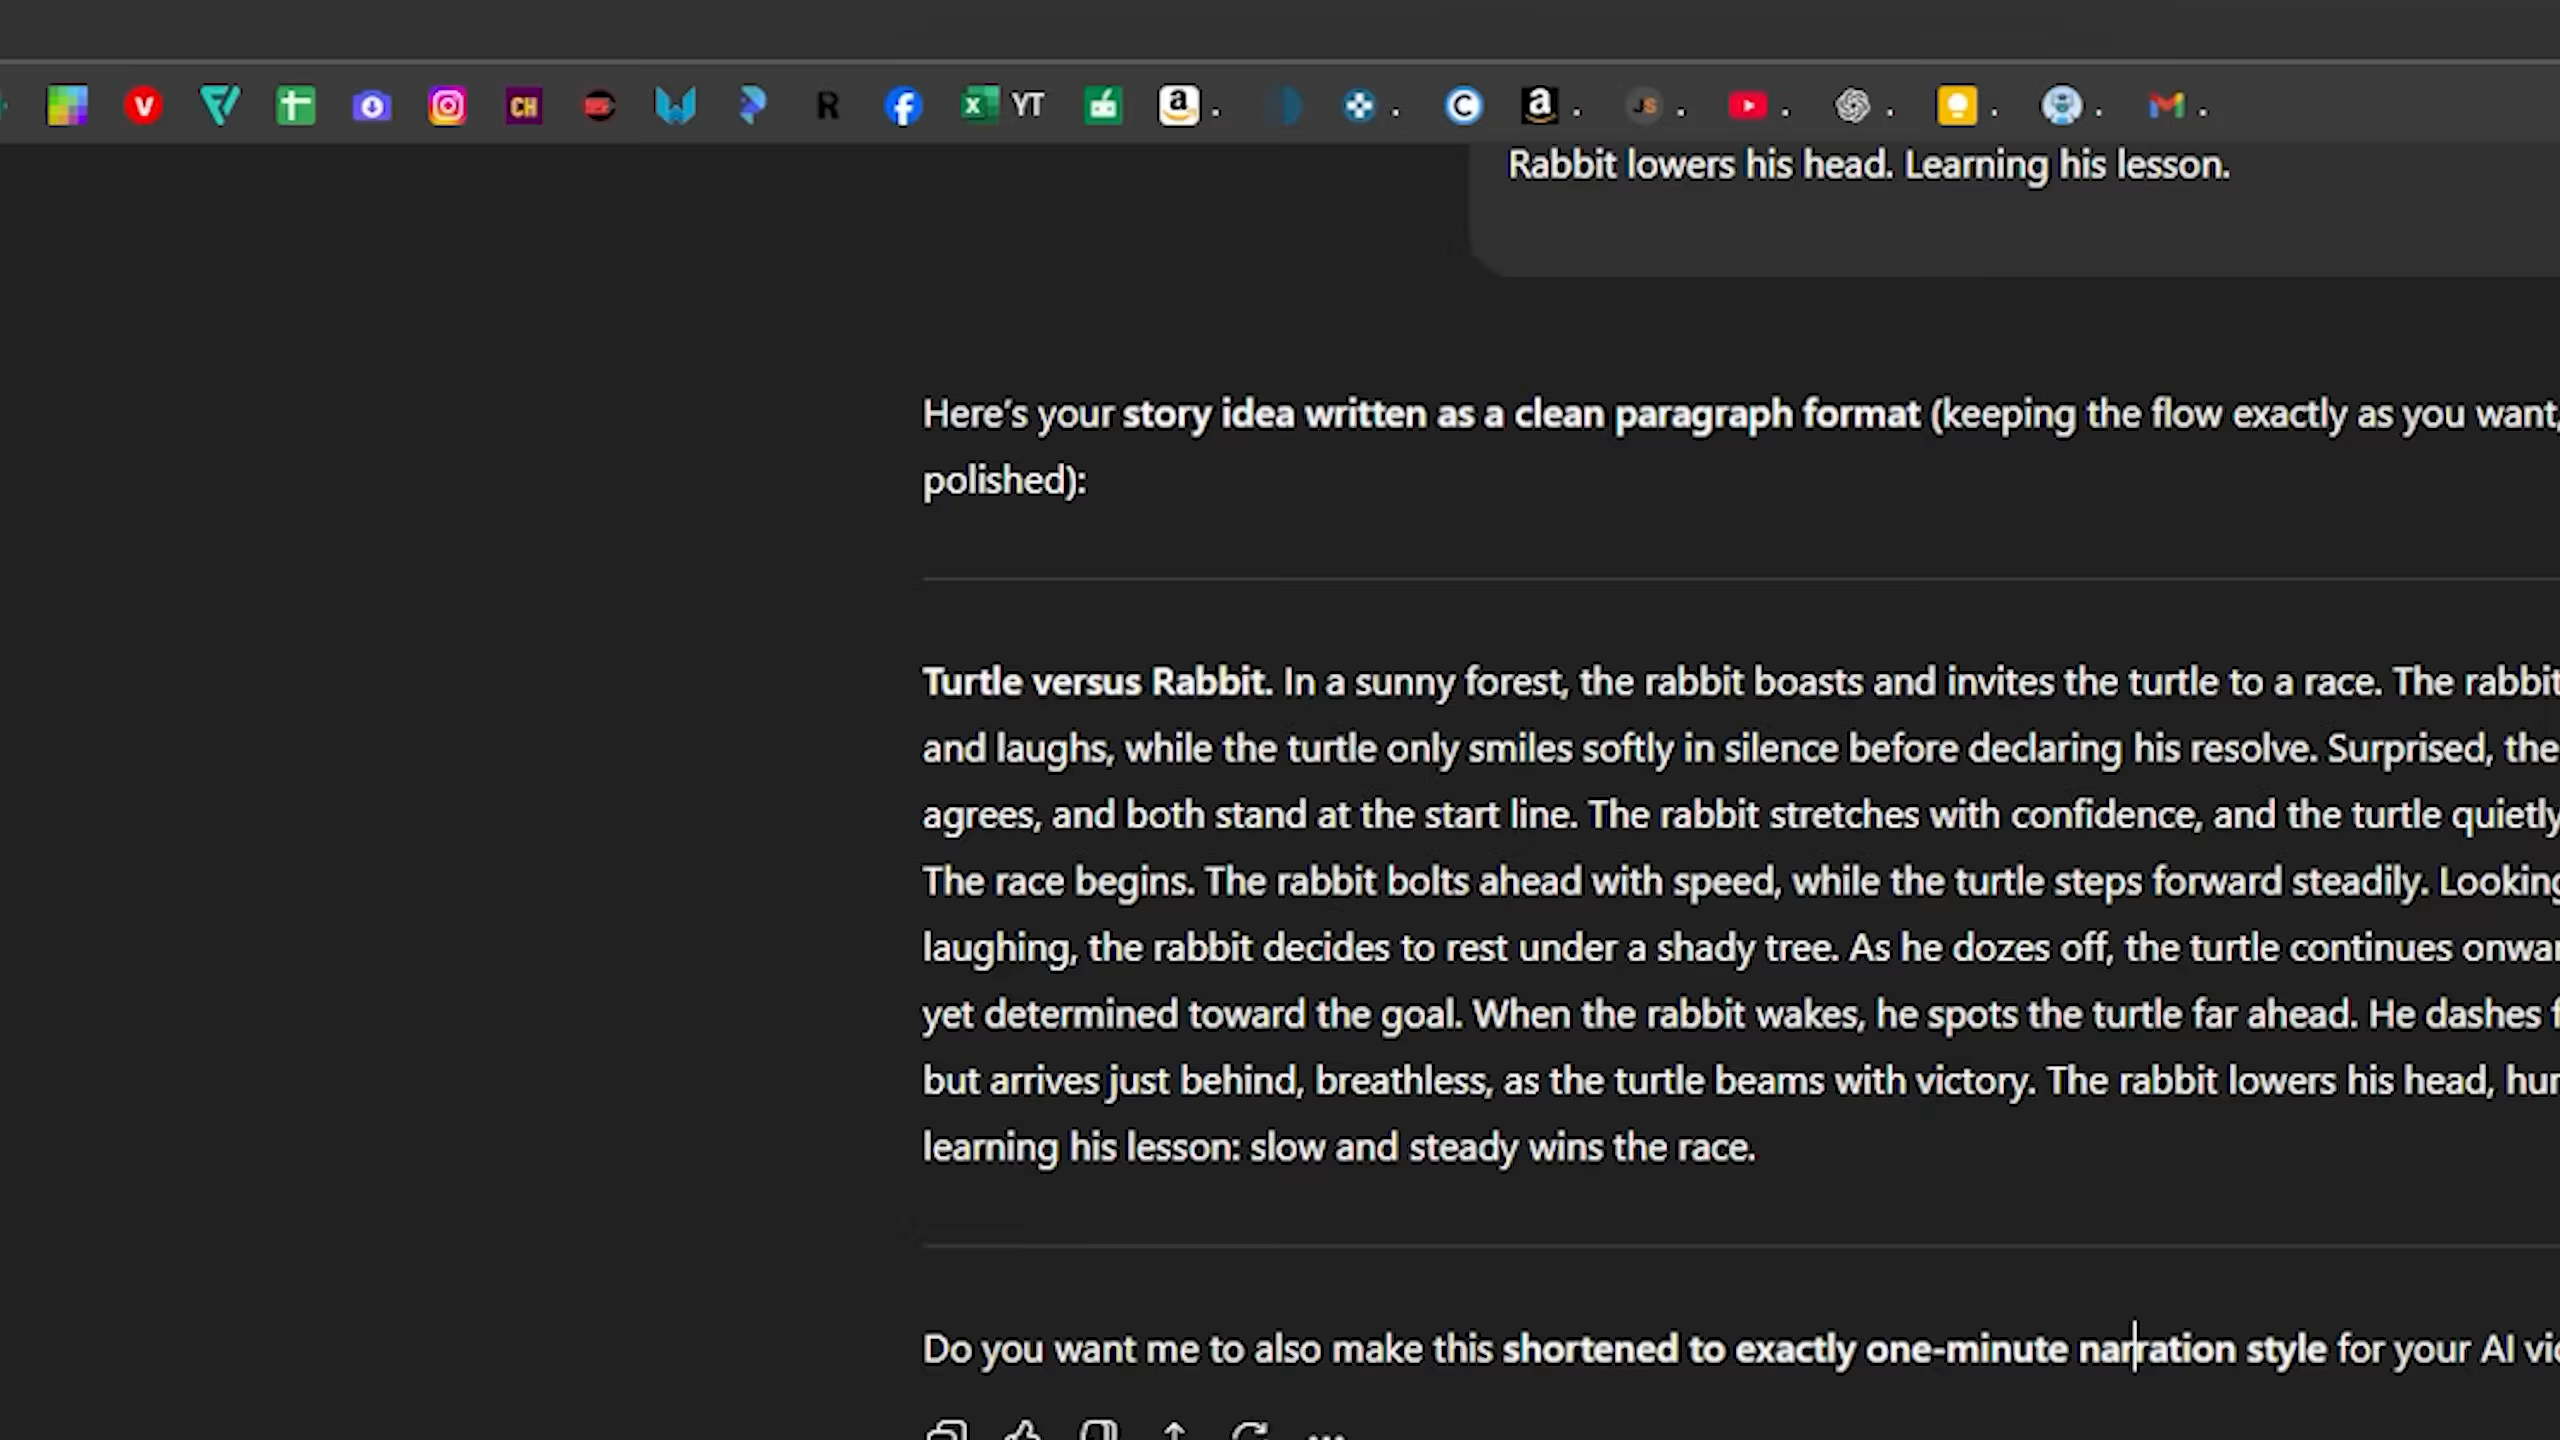 YT
Rabbit lowers his head. Learning his lesson.
Here's your story idea written as a clean paragraph format (keeping the flow exactly as you want,
polished):
Turtle versus Rabbit. In a sunny forest, the rabbit boasts and invites the turtle to a race. The rabbit
and laughs, while the turtle only smiles softly in silence before declaring his resolve. Surprised, the
agrees, and both stand at the start line. The rabbit stretches with confidence, and the turtle quietly
The race begins. The rabbit bolts ahead with speed, while the turtle steps forward steadily. Looking
laughing, the rabbit decides to rest under a shady tree. As he dozes off, the turtle continues
yet determined toward the goal. When the rabbit wakes, he spots the turtle far ahead. He dashes
but arrives just behind, breathless, as the turtle beams with victory. The rabbit lowers his head,
learning his lesson: slow and steady wins the race.
Do you want me to also make this shortened to exactly one-minute narration style for your AI